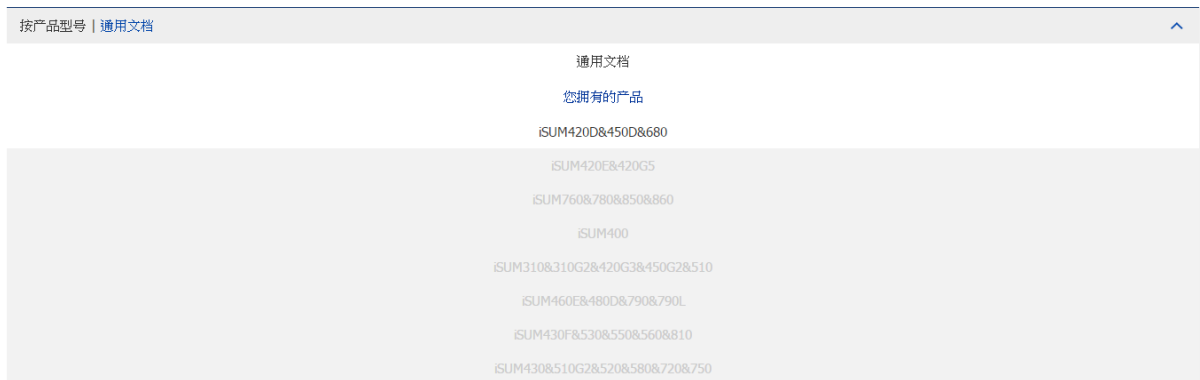 按产品型号 | 通用文档
通用文档
您拥有的产品
iSUM420D&450D&680
iSUM420E&420G5
iSUM760&780&850&860
iSUM400
iSUM310&310G2&420G3&450G2&510
iSUM460E&480D&790&790L
iSUM430F&530&550&560&810
iSUM430&510G2&520&580&720&750